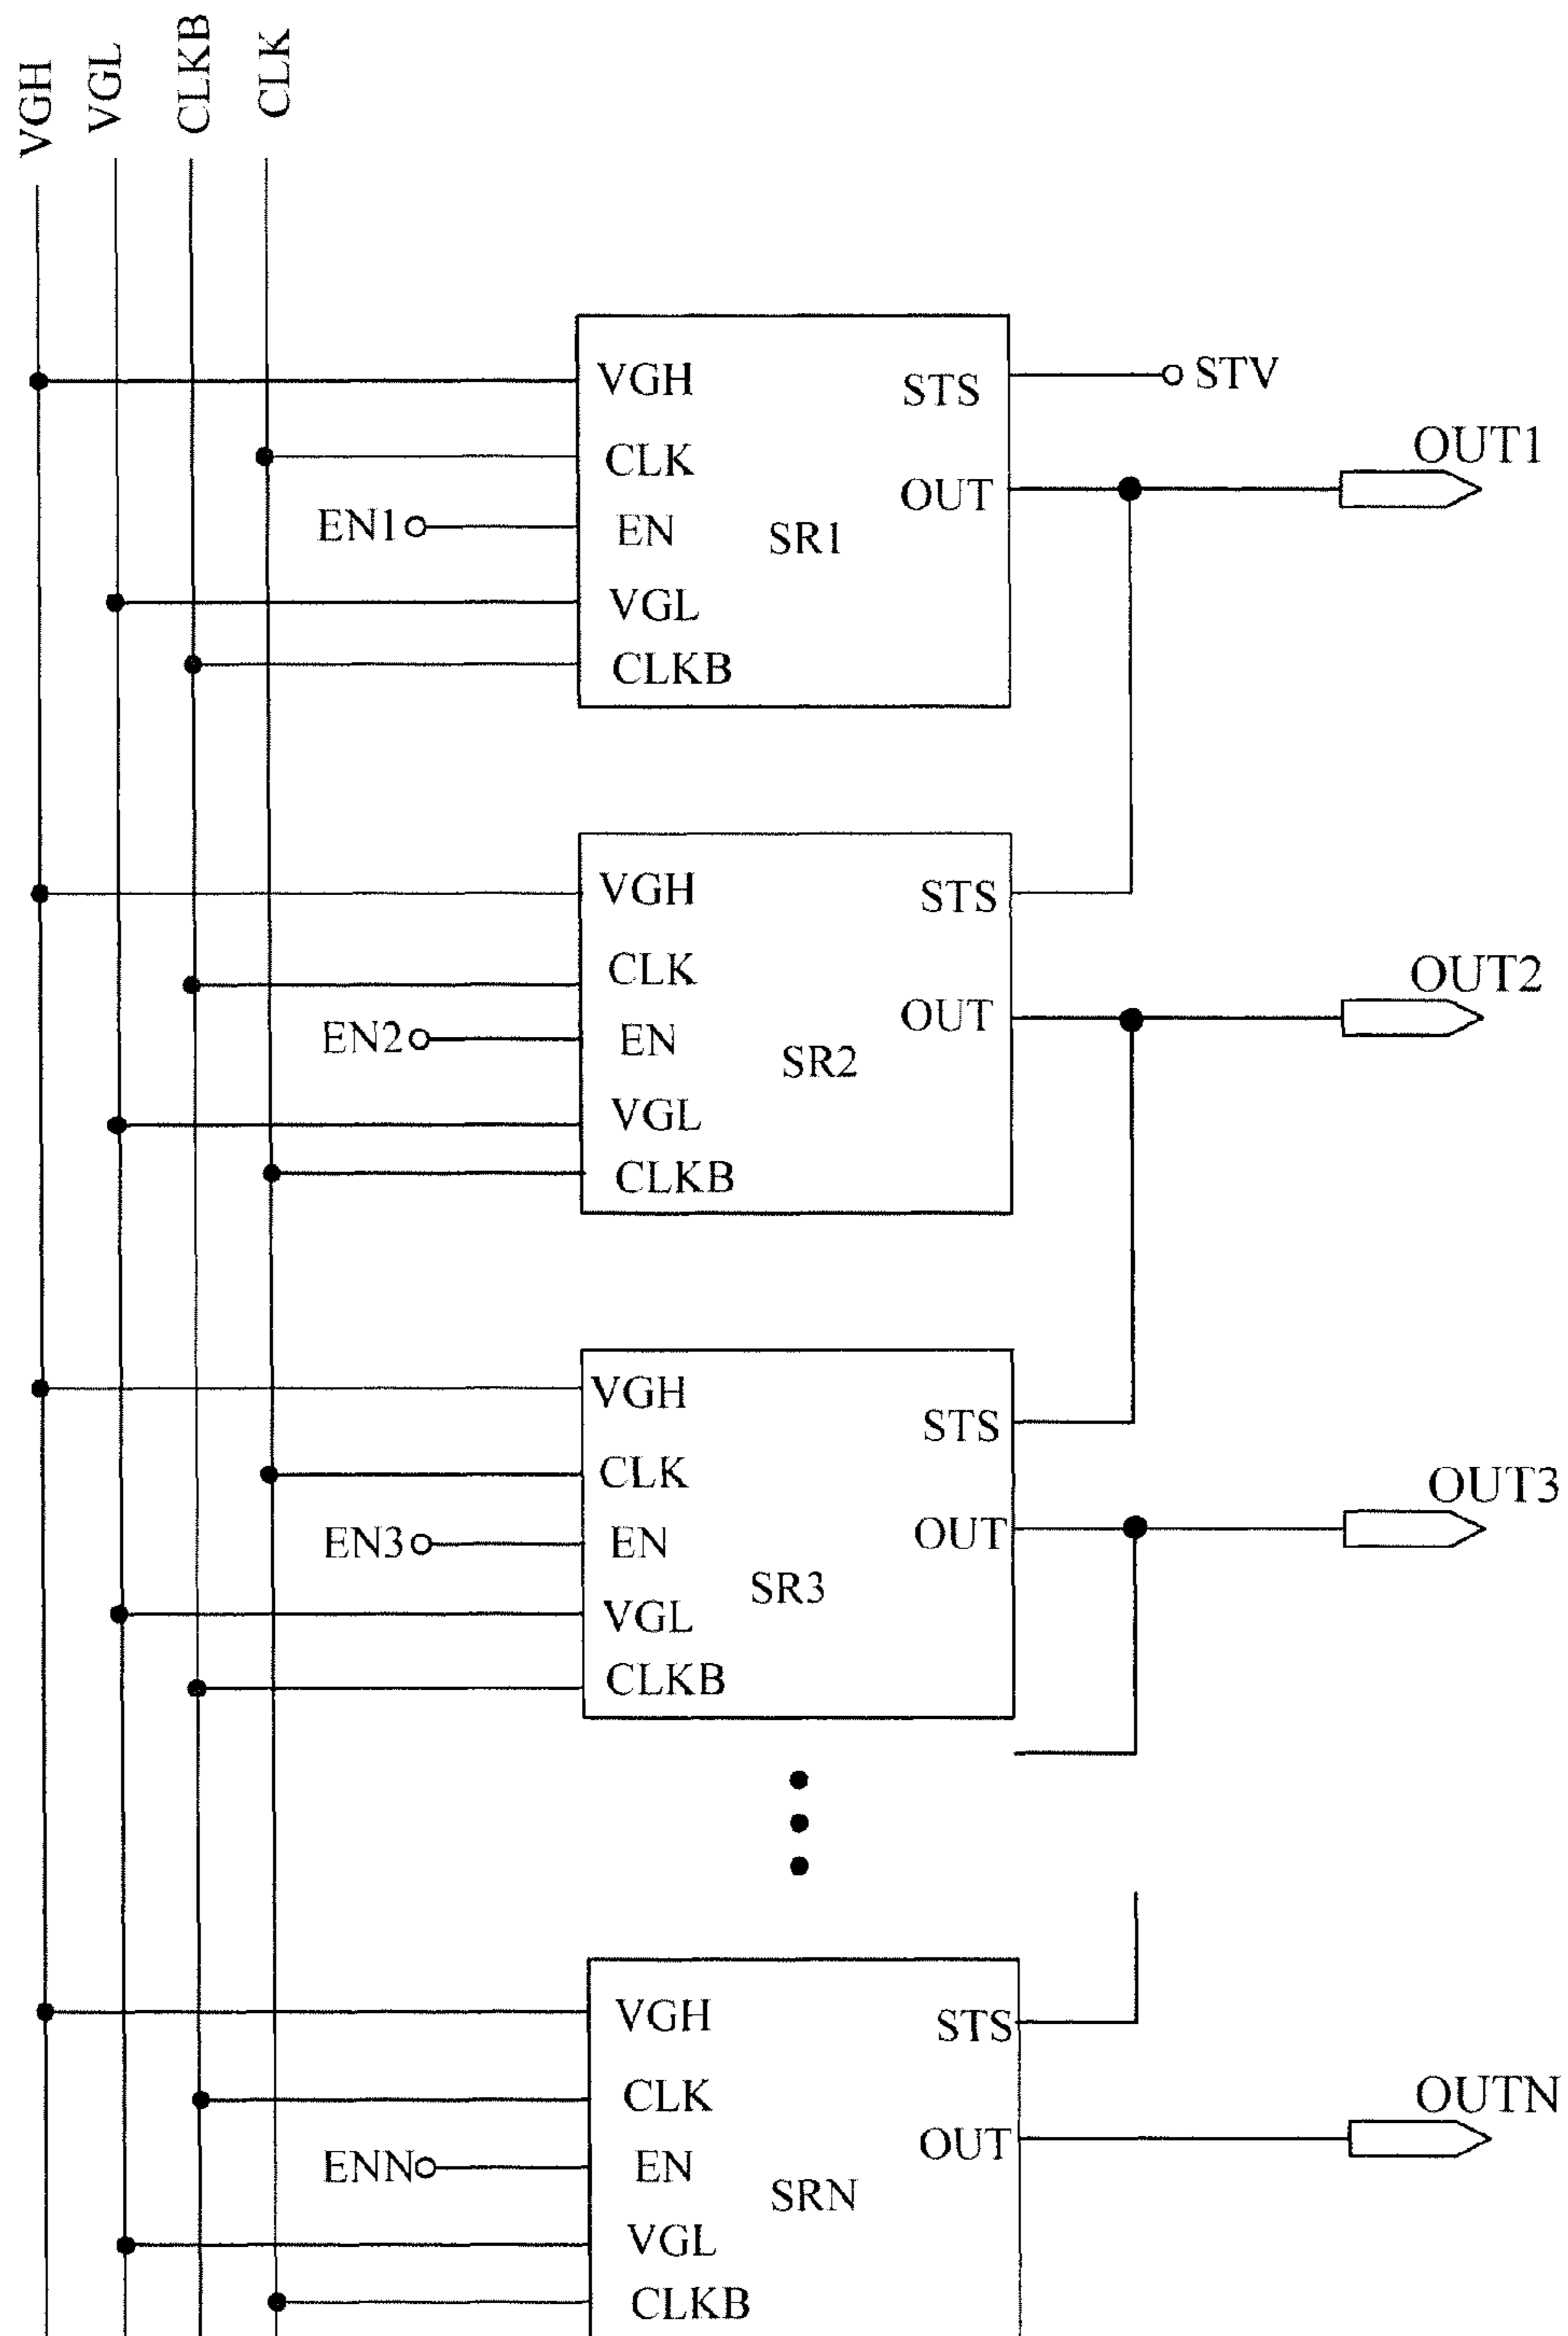 VGH
VGL
CLKB
CLK
VGH
STS
STV
CLK
OUT
OUT1
EN1
EN
SR1
VGL
CLKB
VGH
STS
CLK
OUT
OUT2
EN2
EN
SR2
VGL
CLKB
VGH
STS
CLK
OUT
OUT3
EN3
EN
SR3
VGL
CLKB
VGH
STS
CLK
OUT
OUTN
ENN
EN
SRN
VGL
CLKB